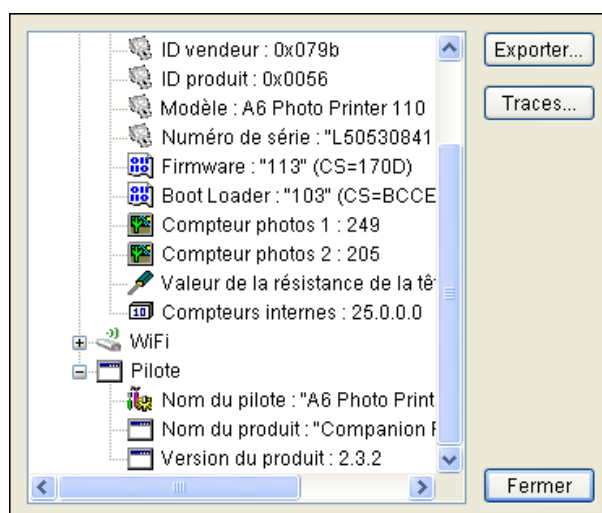 ID vendeur : 0x079b
ID produit : 0x0056
Modèle : A6 Photo Printer 110
Numéro de série : "L50530841
Firmware : "113" (CS=170D)
Boot Loader : "103" (CS=BCCE
Compteur photos 1 : 249
Compteur photos 2 : 205
Valeur de la résistance de la
Compteurs internes : 25.0.0.0
WiFi
Pilote
Nom du pilote : "A6 Photo Print
Nom du produit : "Companion
Version du produit : 2.3.2
Exporter...
Traces...
Fermer